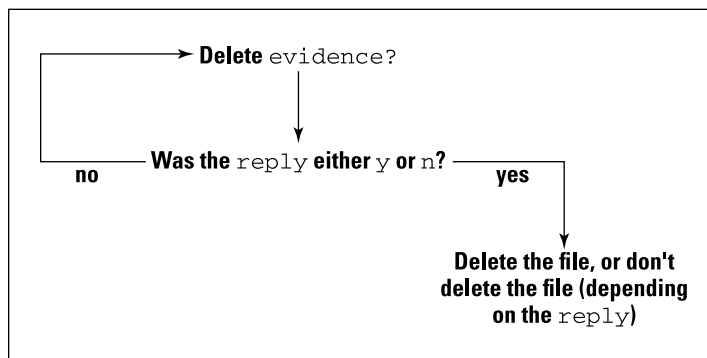 Delete evidence?
Was the reply either y or n?
no
yes
Delete the file, or don't
delete the file (depending
on the reply)